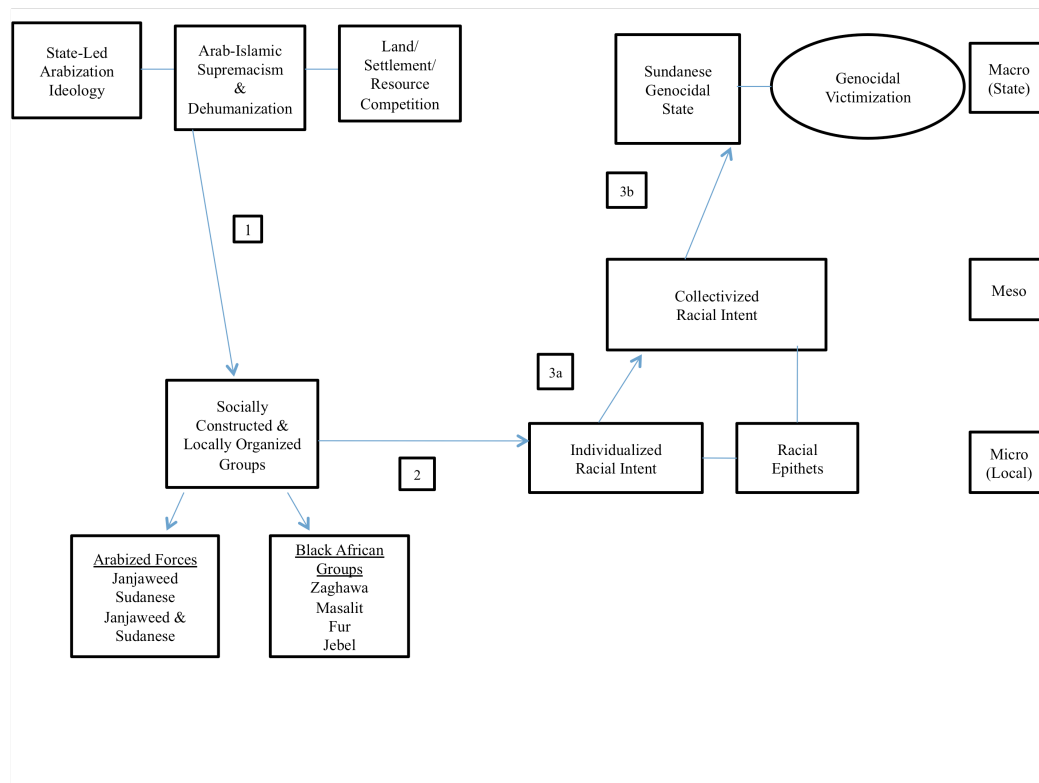 State-Led
Arabization
Ideology
Arab-Islamic
Supremacism
&
Dehumanization
Land/
Settlement/
Resource
Competition
Sundanese
Genocidal
State
Genocidal
Victimization
Macro
(State)
3b
1
Collectivized
Racial Intent
Meso
3a
Socially
Constructed &
Locally Organized
Groups
2
Individualized
Racial Intent
Racial
Epithets
Micro
(Local)
Arabized Forces
Janjaweed
Sudanese
Janjaweed &
Sudanese
Black African
Groups
Zaghawa
Masalit
Fur
Jebel